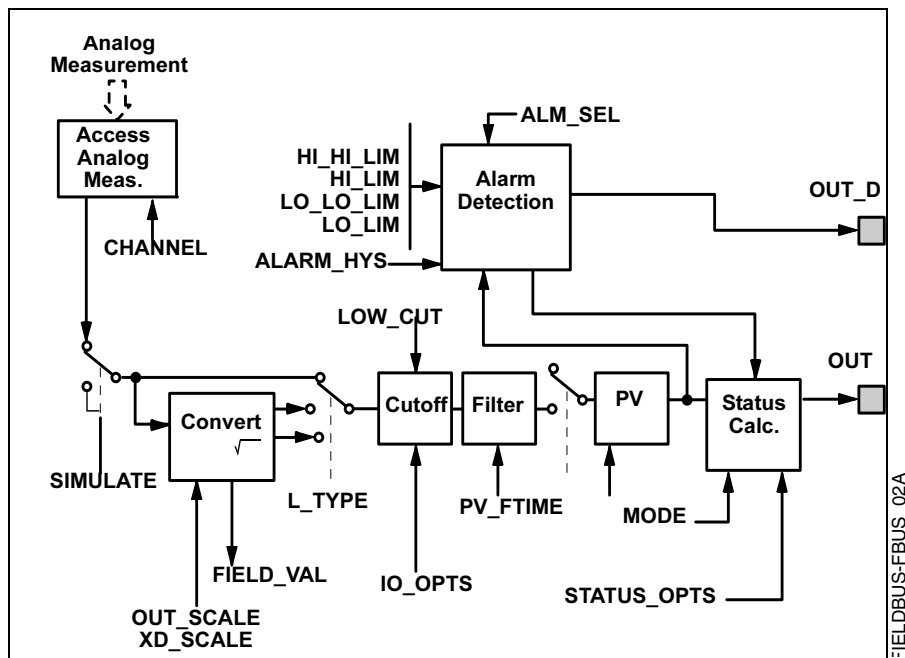 Analog
Measurement
Access
Analog
Meas.
CHANNEL
ALM_SEL
HI_HI_LIM
HI_LIM
LO_LO_LIM
LO_LIM
Alarm
Detection
OUT_D
ALARM_HYS
LOW_CUT
OUT
Convert
√
Cutoff
Filter
PV
Status
Calc.
SIMULATE
L_TYPE
PV_FTIME
MODE
FIELD_VAL
IO_OPTS
STATUS_OPTS
OUT_SCALE
XD_SCALE
FIELDBUS-FBUS_02A